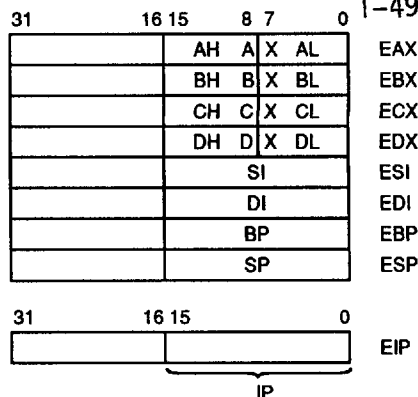 T-49
31 16 15 8 7 0
AH A X AL EAX
BH B X BL EBX
CH C X CL ECX
DH D X DL EDX
SI ESI
DI EDI
BP EBP
SP ESP
31 16 15 0
EIP
IP